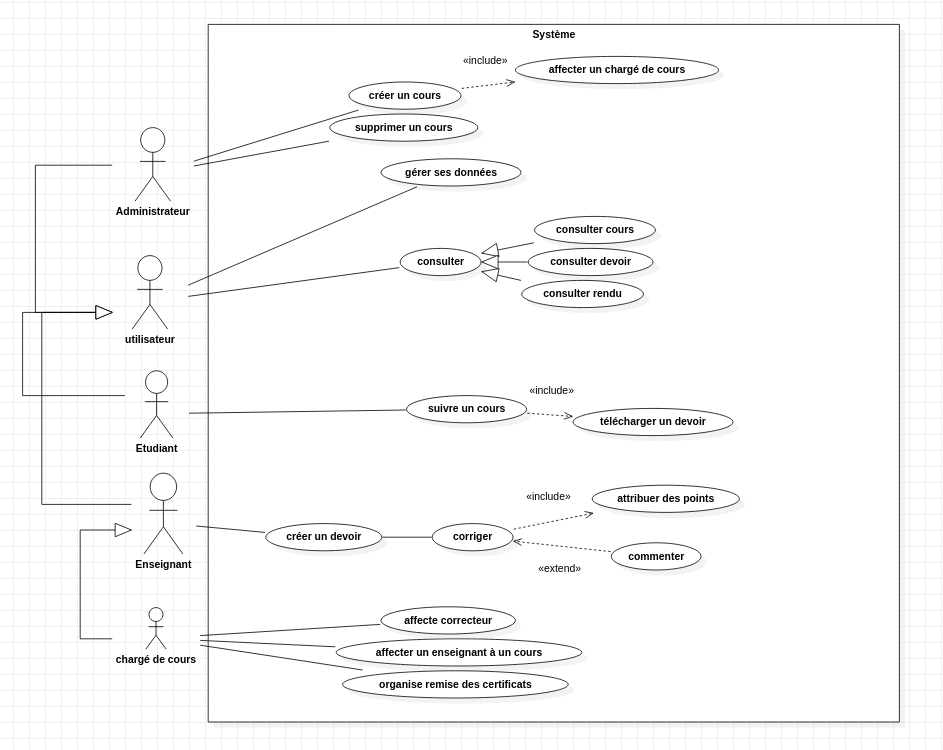 Système
«include»
affecter un chargé de cours
créer un cours
supprimer un cours
gérer ses données
Administrateur
consulter cours
consulter
consulter devoir
consulter rendu
utilisateur
«include»
suivre un cours
télécharger un devoir
Etudiant
«include»
attribuer des points
créer un devoir
corriger
commenter
«extend»
Enseignant
affecte correcteur
affecter un enseignant à un cours
chargé de cours
organise remise des certificats